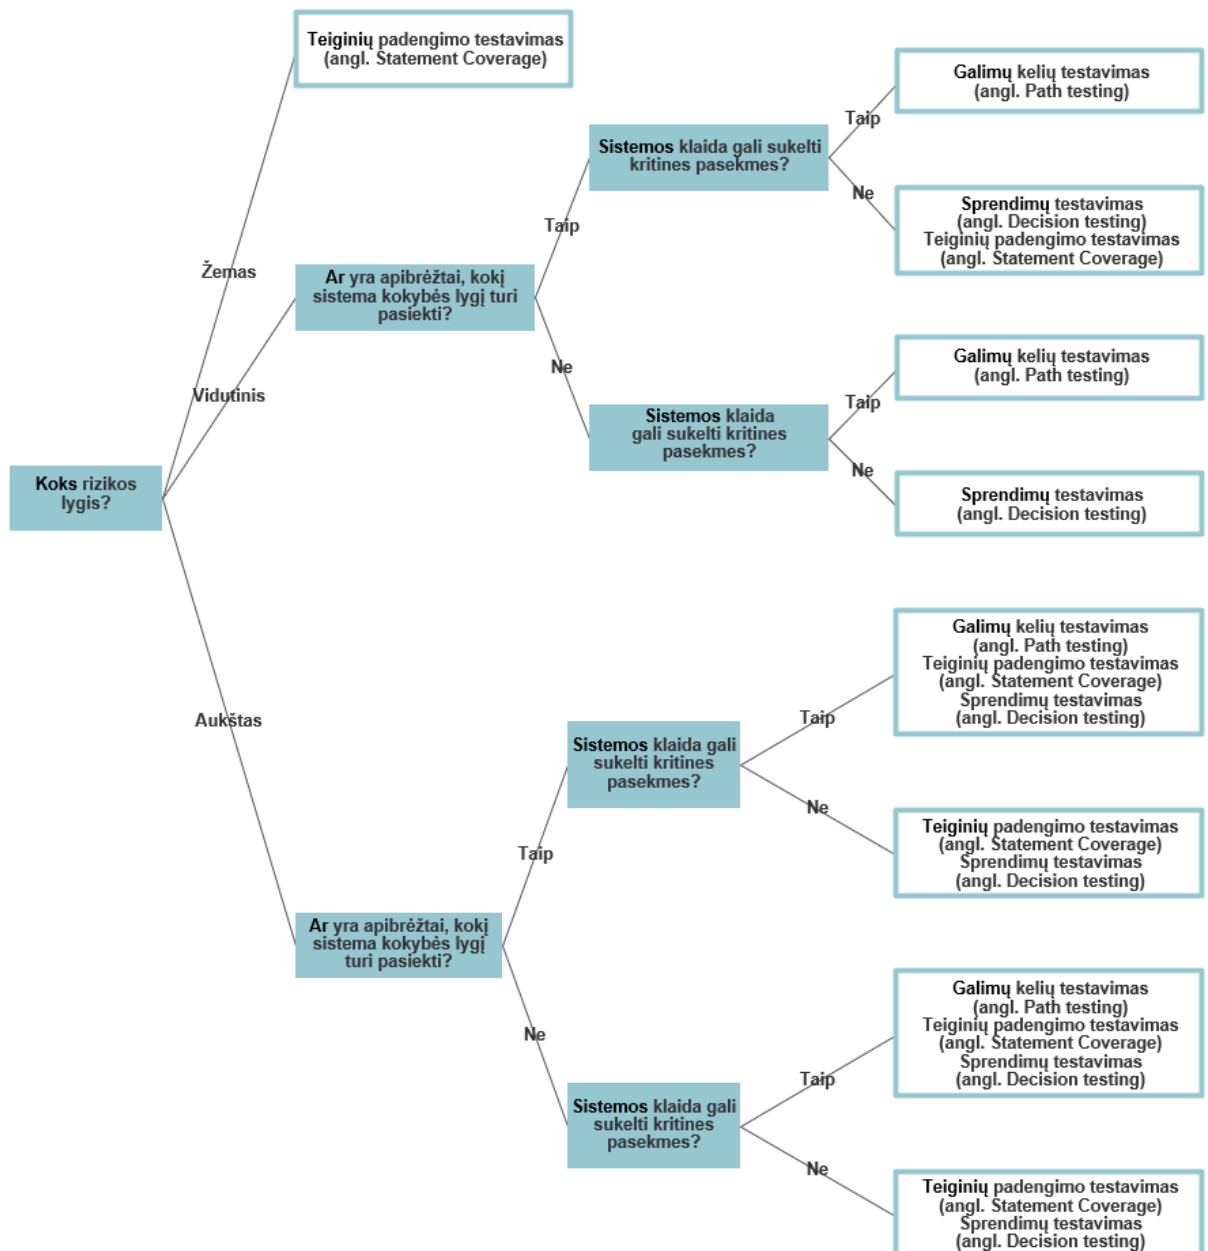 Teiginių padengimo testavimas
(angl. Statement Coverage)
Galimų kelių testavimas
(angl. Path testing)
Taip
Sistemos klaida gali sukelti
kritines pasekmes?
Ne
Sprendimų testavimas
(angl. Decision testing)
Teiginių padengimo testavimas
(angl. Statement Coverage)
Taip
Žemas
Ar yra apibrėžtai, kokį
sistema kokybės lygį turi
pasiekti?
Vidutinis
Ne
Galimų kelių testavimas
(angl. Path testing)
Taip
Sistemos klaida
gali sukelti kritines
pasekmes?
Ne
Sprendimų testavimas
(angl. Decision testing)
Koks rizikos
lygis?
Galimų kelių testavimas
(angl. Path testing)
Teiginių padengimo testavimas
(angl. Statement Coverage)
Sprendimų testavimas
(angl. Decision testing)
Aukštas
Taip
Sistemos klaida gali
sukelti kritines
pasekmes?
Ne
Teiginių padengimo testavimas
(angl. Statement Coverage)
Sprendimų testavimas
(angl. Decision testing)
Taip
Ar yra apibrėžtai, kokį
sistema kokybės lygį
turi pasiekti?
Ne
Galimų kelių testavimas
(angl. Path testing)
Teiginių padengimo testavimas
(angl. Statement Coverage)
Sprendimų testavimas
(angl. Decision testing)
Taip
Sistemos klaida gali
sukelti kritines
pasekmes?
Ne
Teiginių padengimo testavimas
(angl. Statement Coverage)
Sprendimų testavimas
(angl. Decision testing)